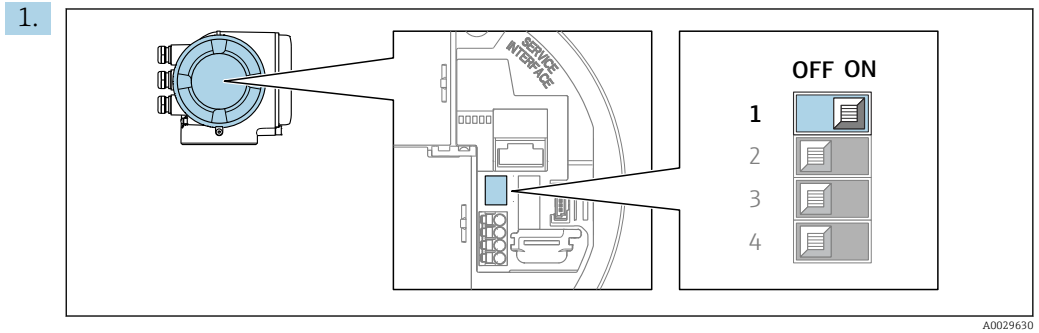 1.
SERVICE
INTERFACE
OFF ON
1
2
3
4
A0029630